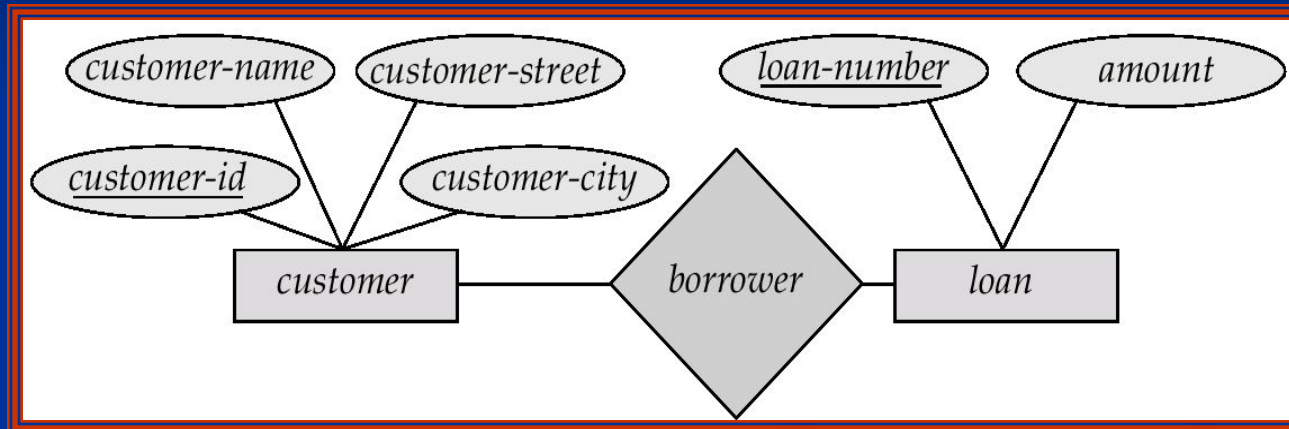 customer-name
customer-street
loan-number
amount
customer-id
customer-city
customer
borrower
loan